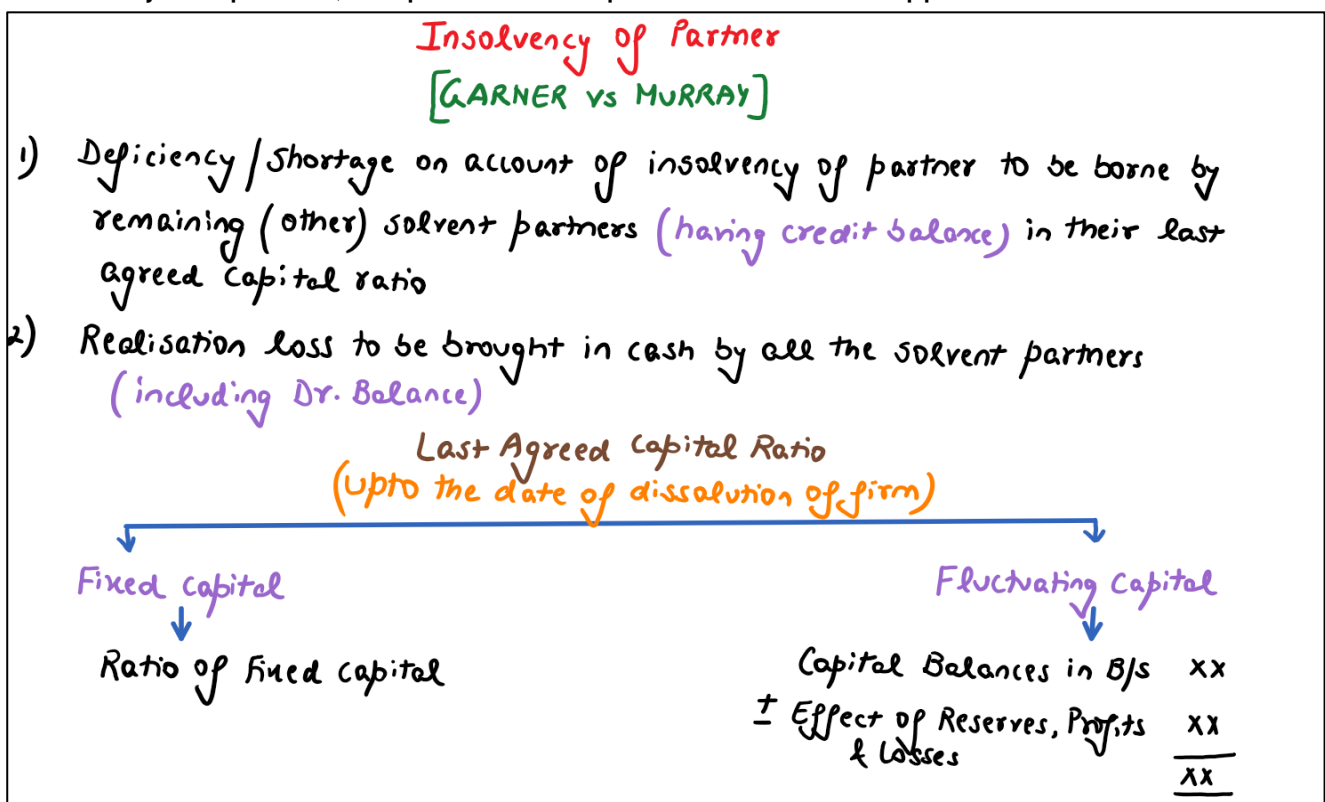 Insolvency of Partner
[GARNER vs MURRAY]
1) Deficiency/Shortage on account of insolvency of partner to be borne by
remaining (other) solvent partners (having credit balance) in their last
agreed capital ratio
2) Realisation loss to be brought in cash by all the solvent partners
(including Dr. Balance)
Last Agreed Capital Ratio
(upto the date of dissolution of firm)
Fixed capital
Fluctuating Capital
Ratio of Fixed capital
Capital Balances in B/S xx
± Effect of Reserves, Profits xx
& Losses
xx